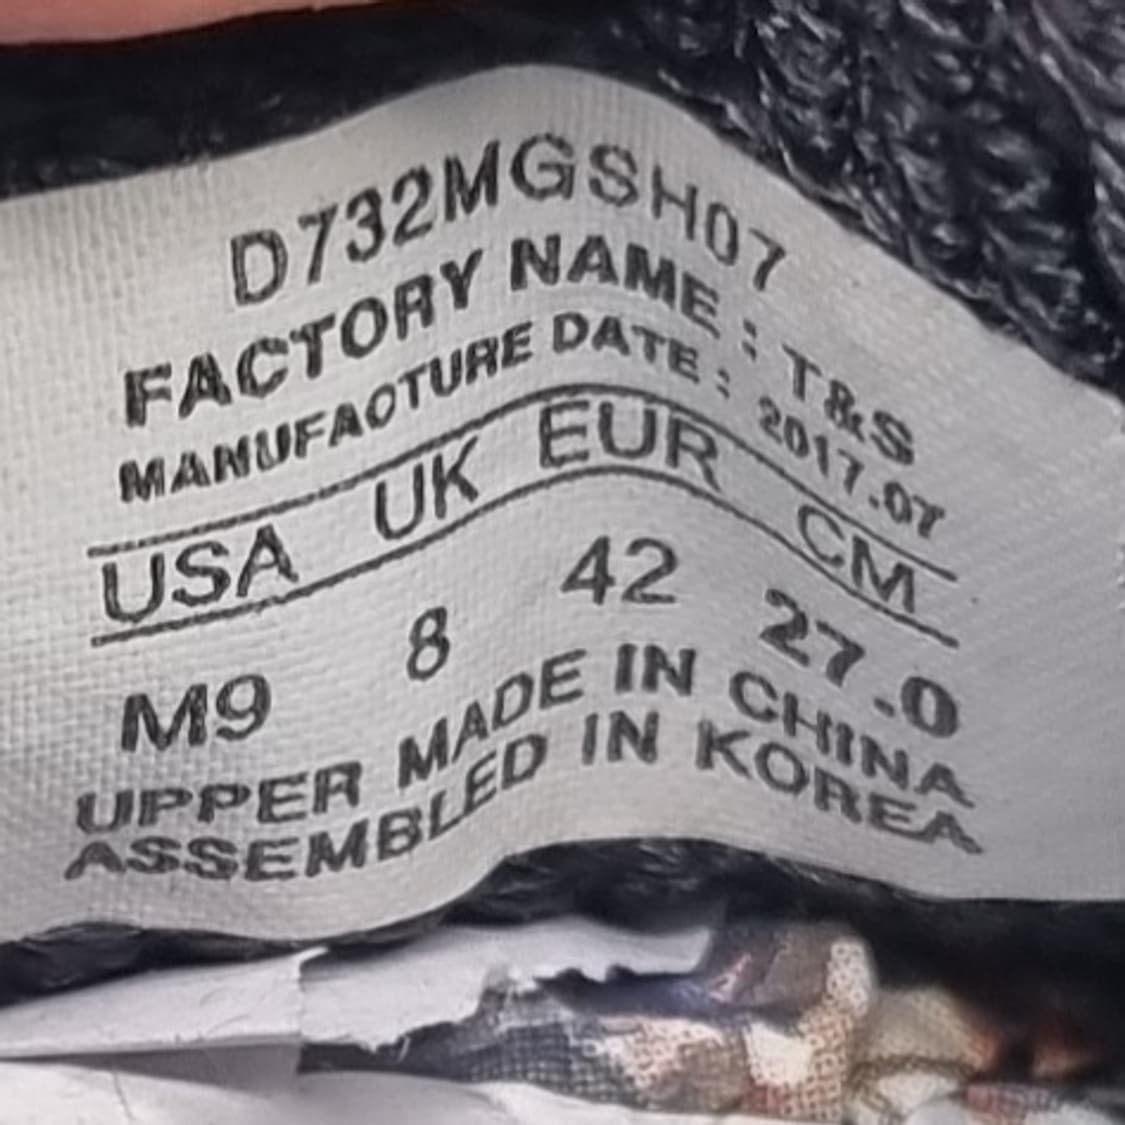 D732MGSH07
FACTORY NAME : T&S
MANUFACTURE DATE : 2017.07
USA UK EUR CM
M9 8 42 27.0
UPPER MADE IN CHINA
ASSEMBLED IN KOREA